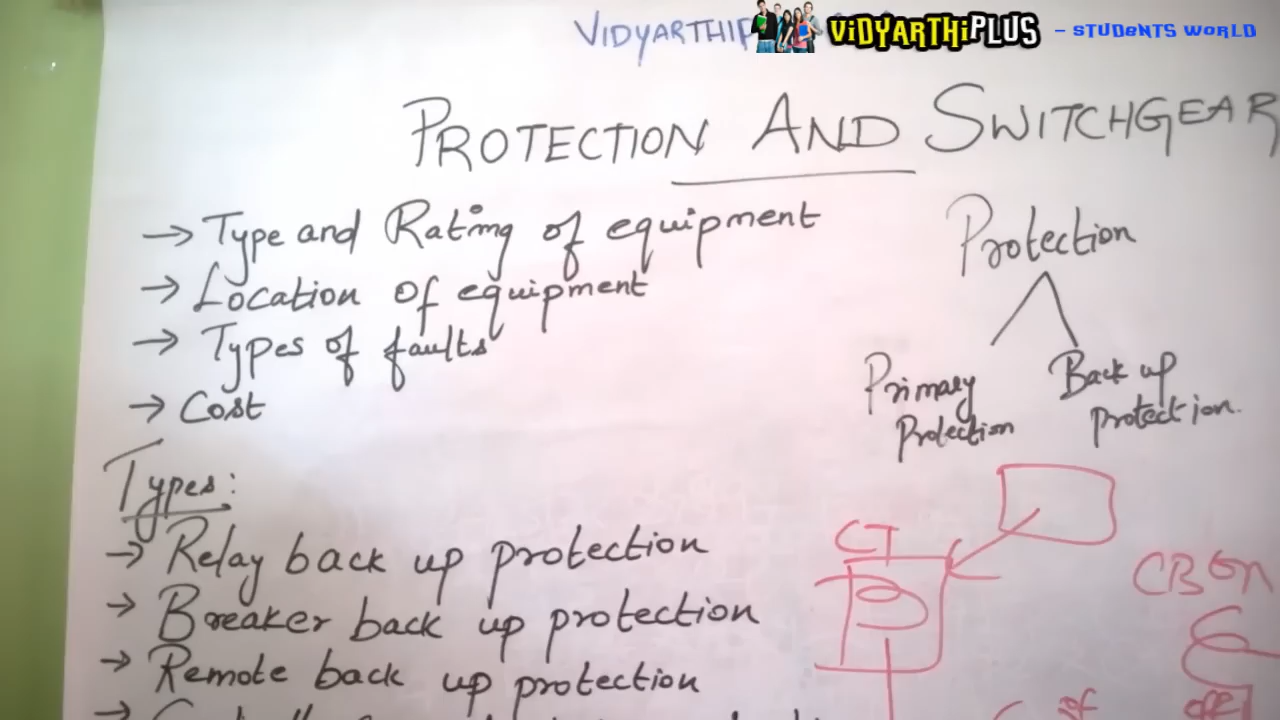 VIDYARTHIP
ViDYARTHiPLUS - STUDeNTS WORLD
PROTECTION AND SWITCHGEAR
→ Type and Rating of equipment
→ Location of equipment
→ Types of faults
→ Cost
Protection
Primary Protection
Back up protection.
Types:
→ Relay back up protection
→ Breaker back up protection
→ Remote back up protection
CT
CB
of